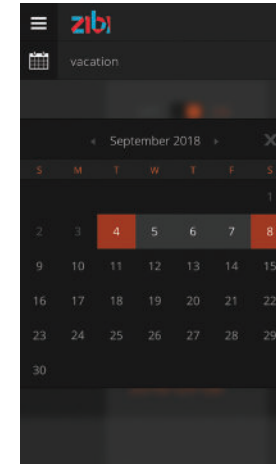 zibi
vacation
September 2018
S M T W T F S
1
2 3 4 5 6 7 8
9 10 11 12 13 14 15
16 17 18 19 20 21 22
23 24 25 26 27 28 29
30